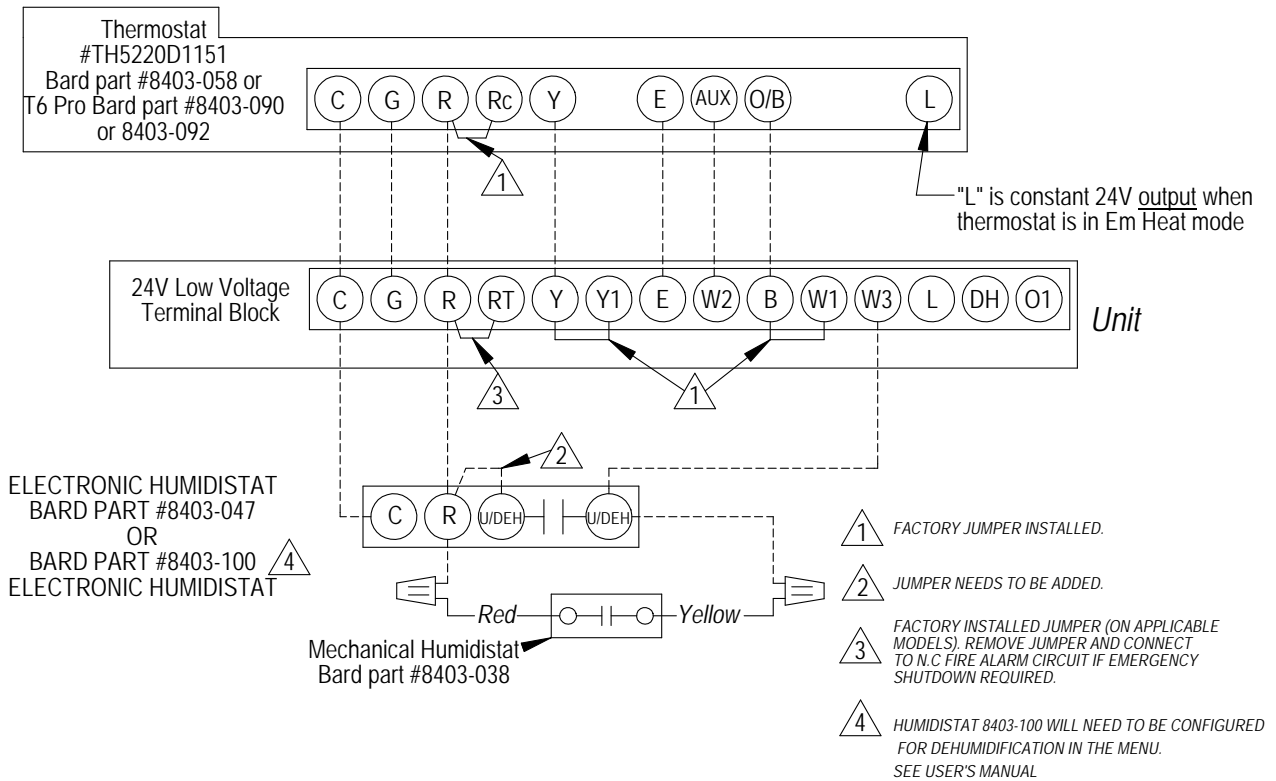 Thermostat
#TH5220D1151
Bard part #8403-058 or
T6 Pro Bard part #8403-090
or 8403-092
C G R Rc Y E AUX O/B L
1
"L" is constant 24V output when
thermostat is in Em Heat mode
24V Low Voltage
Terminal Block
C G R RT Y Y1 E W2 B W1 W3 L DH O1
Unit
3
1
2
ELECTRONIC HUMIDISTAT
BARD PART #8403-047
OR
BARD PART #8403-100
ELECTRONIC HUMIDISTAT
4
C R U/DEH U/DEH
Red
Yellow
Mechanical Humidistat
Bard part #8403-038
1 FACTORY JUMPER INSTALLED.
2 JUMPER NEEDS TO BE ADDED.
3 FACTORY INSTALLED JUMPER (ON APPLICABLE
MODELS). REMOVE JUMPER AND CONNECT
TO N.C FIRE ALARM CIRCUIT IF EMERGENCY
SHUTDOWN REQUIRED.
4 HUMIDISTAT 8403-100 WILL NEED TO BE CONFIGURED
FOR DEHUMIDIFICATION IN THE MENU.
SEE USER'S MANUAL